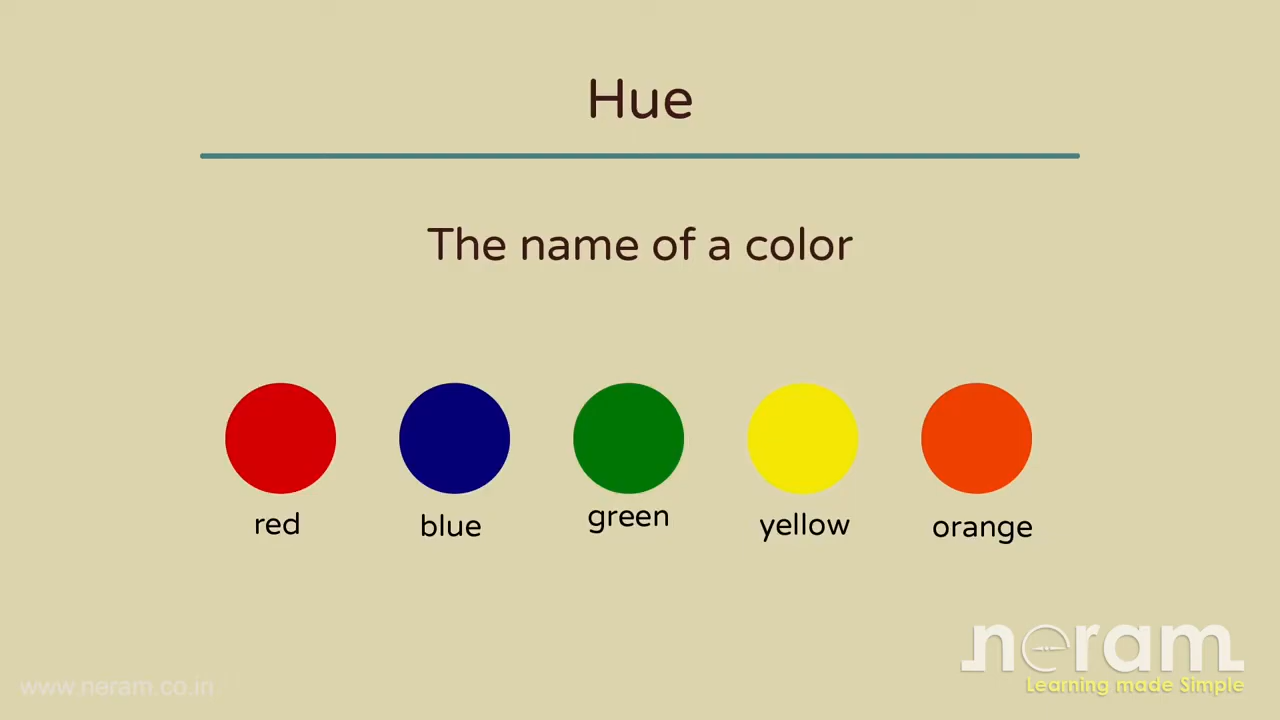 Hue
The name of a color
red
blue
green
yellow
orange
neram
Learning made Simple
www.neram.co.in